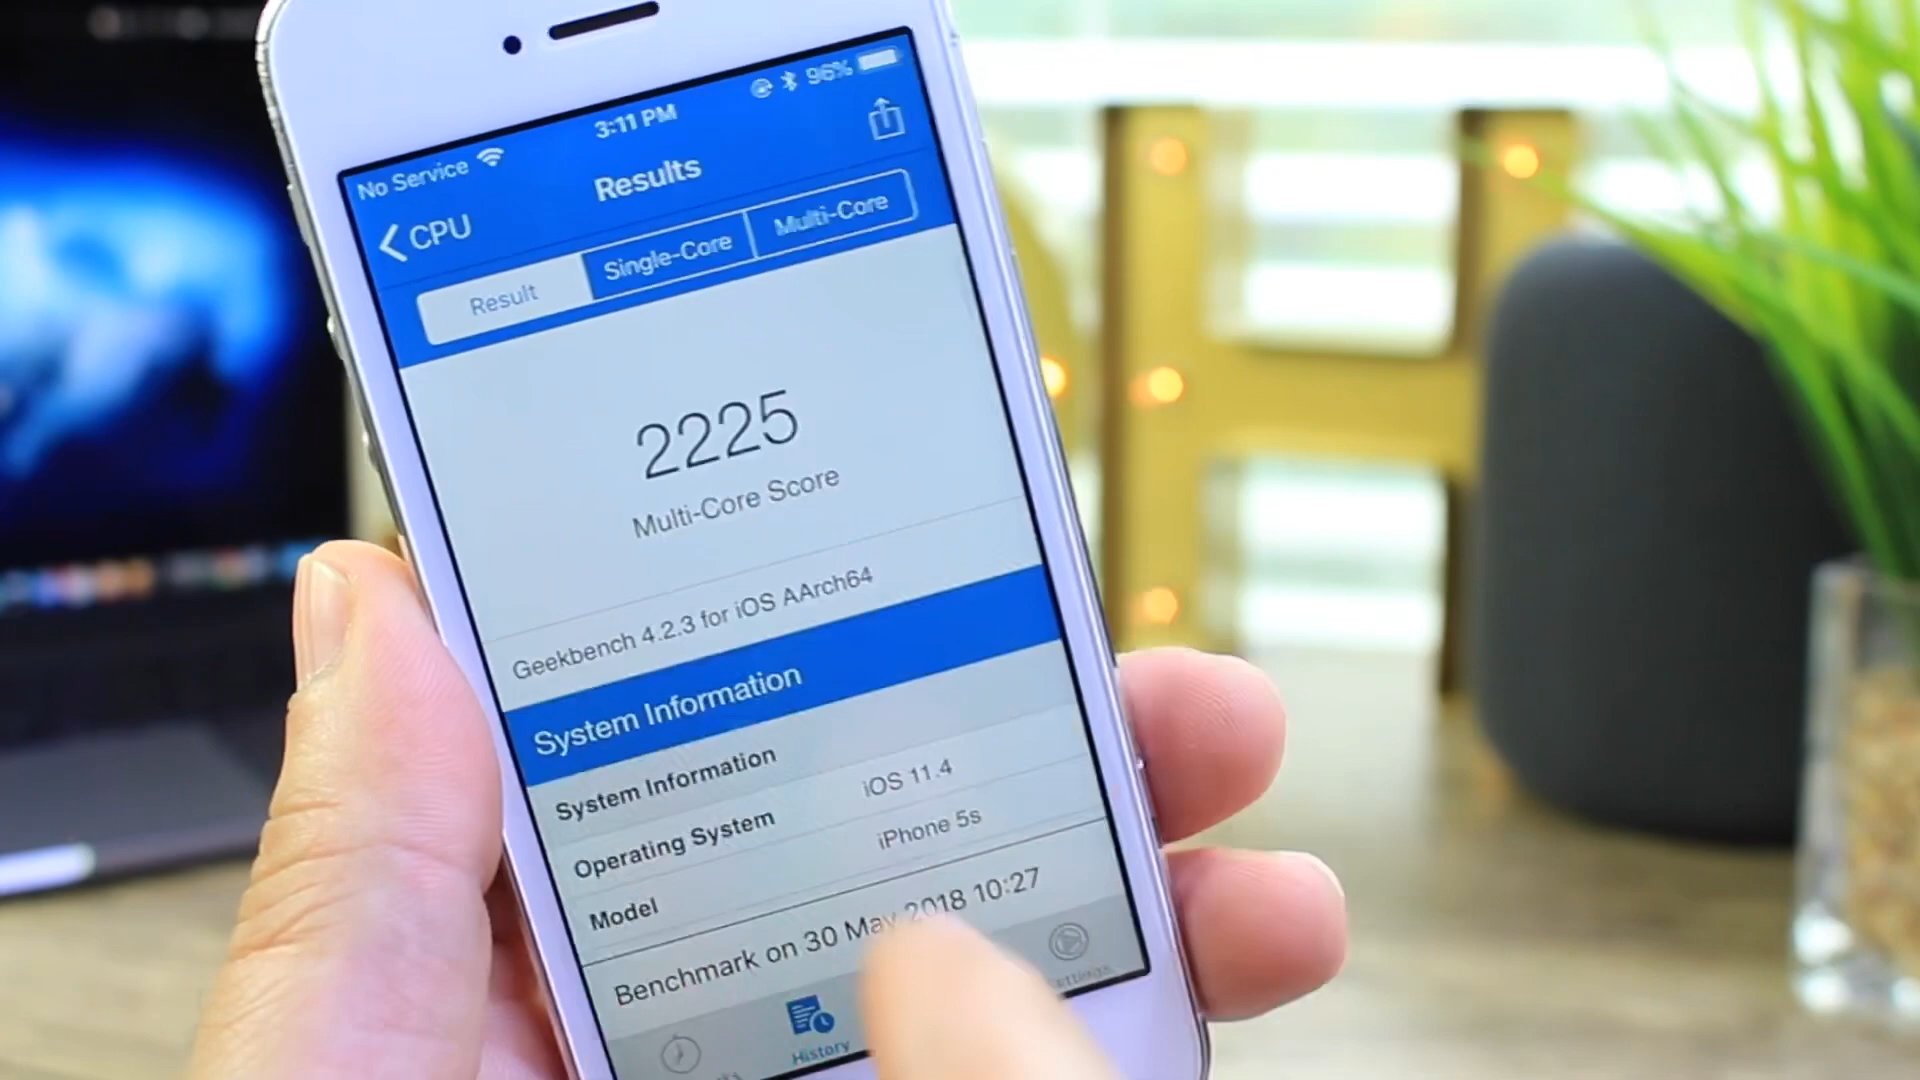 No Service 3:11 PM 96%
CPU Results
Result Single-Core Multi-Core
2225
Multi-Core Score
Geekbench 4.2.3 for iOS AArch64
System Information
System Information
Operating System iOS 11.4
Model iPhone 5s
Benchmark on 30 May 2018 10:27
History